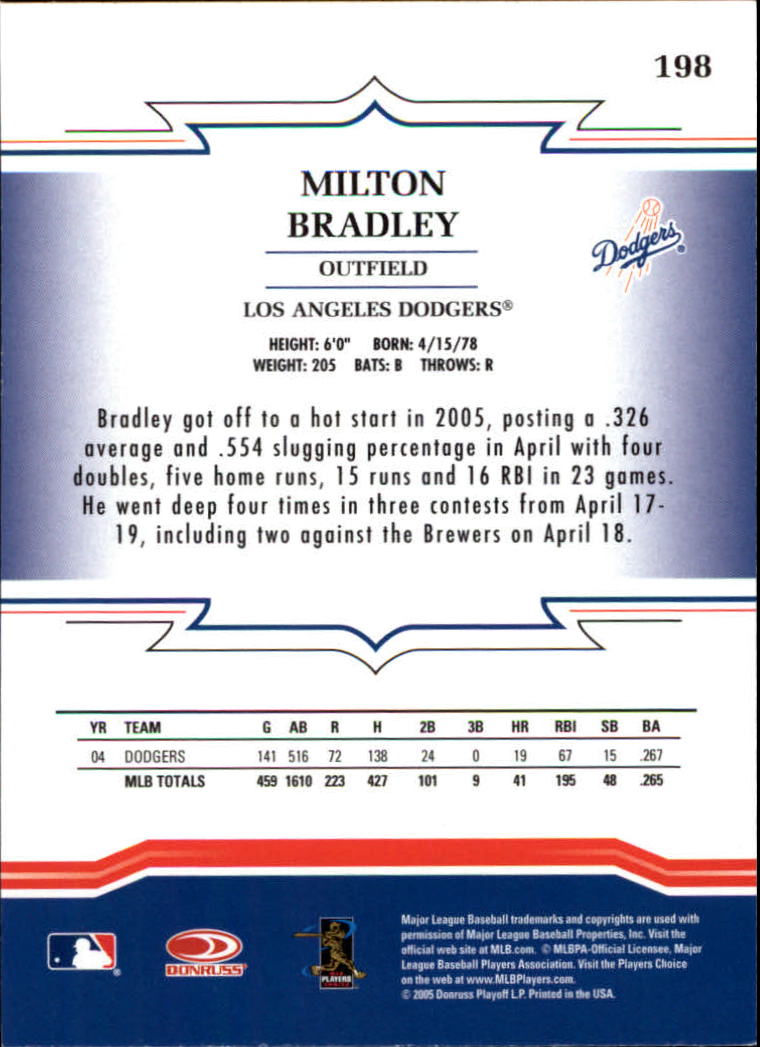 198
MILTON
BRADLEY
OUTFIELD
LOS ANGELES DODGERS®
Dodgers®
HEIGHT: 6'0" BORN: 4/15/78
WEIGHT: 205 BATS: B THROWS: R
Bradley got off to a hot start in 2005, posting a .326
average and .554 slugging percentage in April with four
doubles, five home runs, 15 runs and 16 RBI in 23 games.
He went deep four times in three contests from April 17-
19, including two against the Brewers on April 18.
YR TEAM G AB R H 2B 3B HR RBI SB BA
04 DODGERS 141 516 72 138 24 0 19 67 15 .267
MLB TOTALS 459 1610 223 427 101 9 41 195 48 .265
Major League Baseball trademarks and copyrights are used with
permission of Major League Baseball Properties, Inc. Visit the
official web site at MLB.com. © MLBPA-Official Licensee, Major
League Baseball Players Association. Visit the Players Choice
on the web at www.MLBPlayers.com.
© 2005 Donruss Playoff L.P. Printed in the USA.
®
DONRUSS®
MLB
PLAYERS
CHOICE